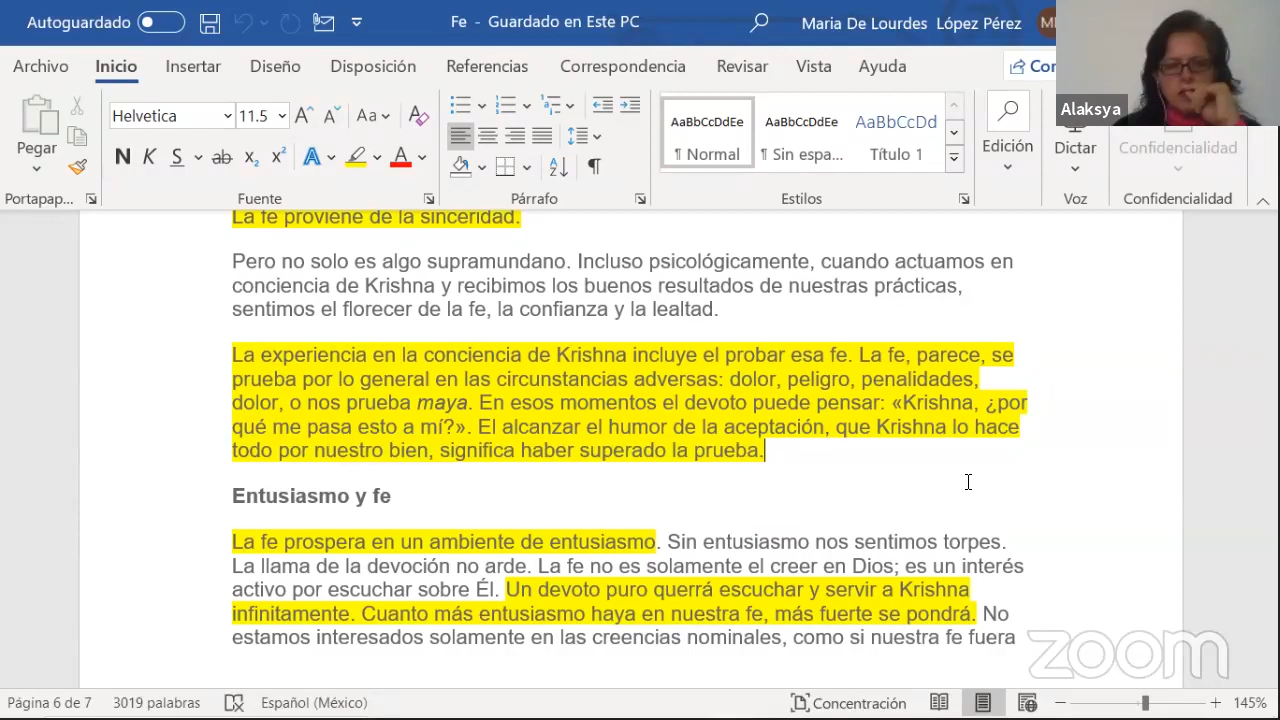 Autoguardado
Fe - Guardado en Este PC
Maria De Lourdes López Pérez
Archivo Inicio Insertar Diseño Disposición Referencias Correspondencia Revisar Vista Ayuda
Alaksya
Helvetica 11.5
Pegar
AaBbCcDdEe AaBbCcDdEe AaBbCcDd
¶ Normal ¶ Sin espa... Título 1
Edición Dictar Confidencialidad
Portapap... Fuente Párrafo Estilos Voz Confidencialidad
La fe proviene de la sinceridad.
Pero no solo es algo supramundano. Incluso psicológicamente, cuando actuamos en
conciencia de Krishna y recibimos los buenos resultados de nuestras prácticas,
sentimos el florecer de la fe, la confianza y la lealtad.
La experiencia en la conciencia de Krishna incluye el probar esa fe. La fe, parece, se
prueba por lo general en las circunstancias adversas: dolor, peligro, penalidades,
dolor, o nos prueba maya. En esos momentos el devoto puede pensar: «Krishna, ¿por
qué me pasa esto a mí?». El alcanzar el humor de la aceptación, que Krishna lo hace
todo por nuestro bien, significa haber superado la prueba.
Entusiasmo y fe
La fe prospera en un ambiente de entusiasmo. Sin entusiasmo nos sentimos torpes.
La llama de la devoción no arde. La fe no es solamente el creer en Dios; es un interés
activo por escuchar sobre Él. Un devoto puro querrá escuchar y servir a Krishna
infinitamente. Cuanto más entusiasmo haya en nuestra fe, más fuerte se pondrá. No
estamos interesados solamente en las creencias nominales, como si nuestra fe fuera
zoom
Página 6 de 7 3019 palabras Español (México) Concentración 145%